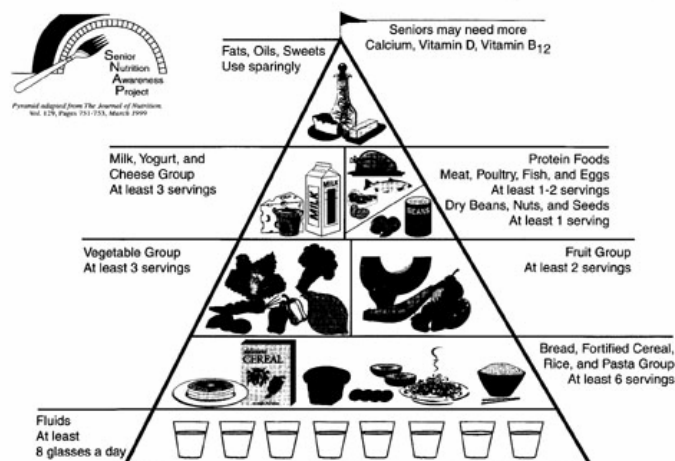 Senior
Nutrition
Awareness
Project
Pyramid adapted from The Journal of Nutrition.
Vol. 129, Pages 751-753, March 1999
Seniors may need more
Calcium, Vitamin D, Vitamin B12
Fats, Oils, Sweets
Use sparingly
Milk, Yogurt, and
Cheese Group
At least 3 servings
MILK
MILK
Protein Foods
Meat, Poultry, Fish, and Eggs
At least 1-2 servings
Dry Beans, Nuts, and Seeds
At least 1 serving
BEANS
Vegetable Group
At least 3 servings
Fruit Group
At least 2 servings
CEREAL
Bread, Fortified Cereal,
Rice, and Pasta Group
At least 6 servings
Fluids
At least
8 glasses a day